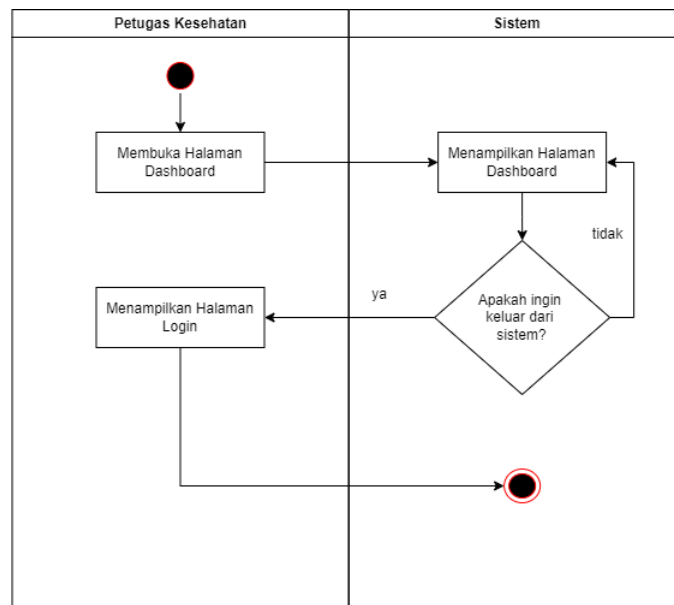 Petugas Kesehatan
Sistem
Membuka Halaman
Dashboard
Menampilkan Halaman
Dashboard
tidak
Apakah ingin
keluar dari
sistem?
ya
Menampilkan Halaman
Login